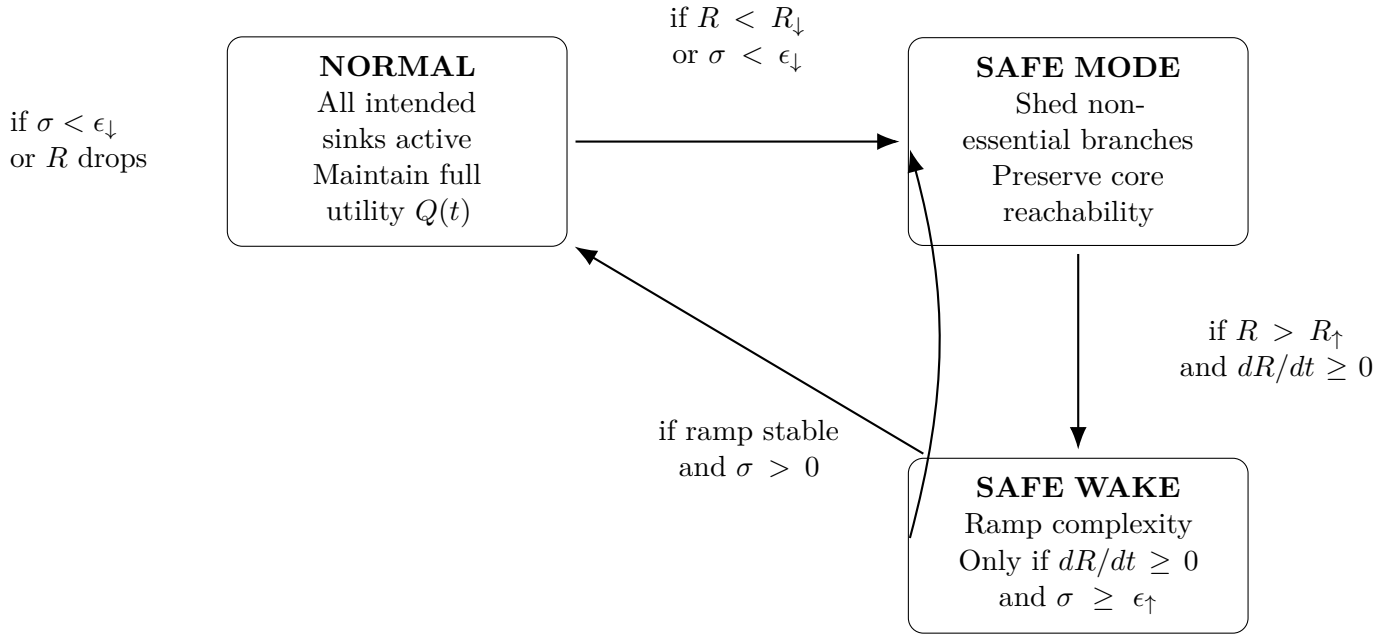 if R < R↓
or σ < ϵ↓
NORMAL
All intended
sinks active
Maintain full
utility Q(t)
SAFE MODE
Shed non-
essential branches
Preserve core
reachability
if σ < ϵ↓
or R drops
if R > R↑
and dR/dt ≥ 0
if ramp stable
and σ > 0
SAFE WAKE
Ramp complexity
Only if dR/dt ≥ 0
and σ ≥ ϵ↑